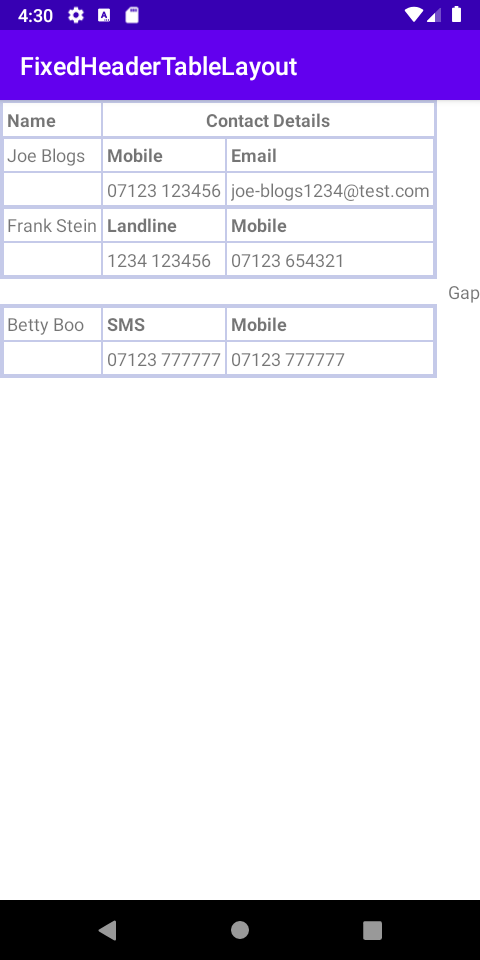 4:30
FixedHeaderTableLayout
Name Contact Details
Joe Blogs Mobile Email
07123 123456 joe-blogs1234@test.com
Frank Stein Landline Mobile
1234 123456 07123 654321
Gap
Betty Boo SMS Mobile
07123 777777 07123 777777